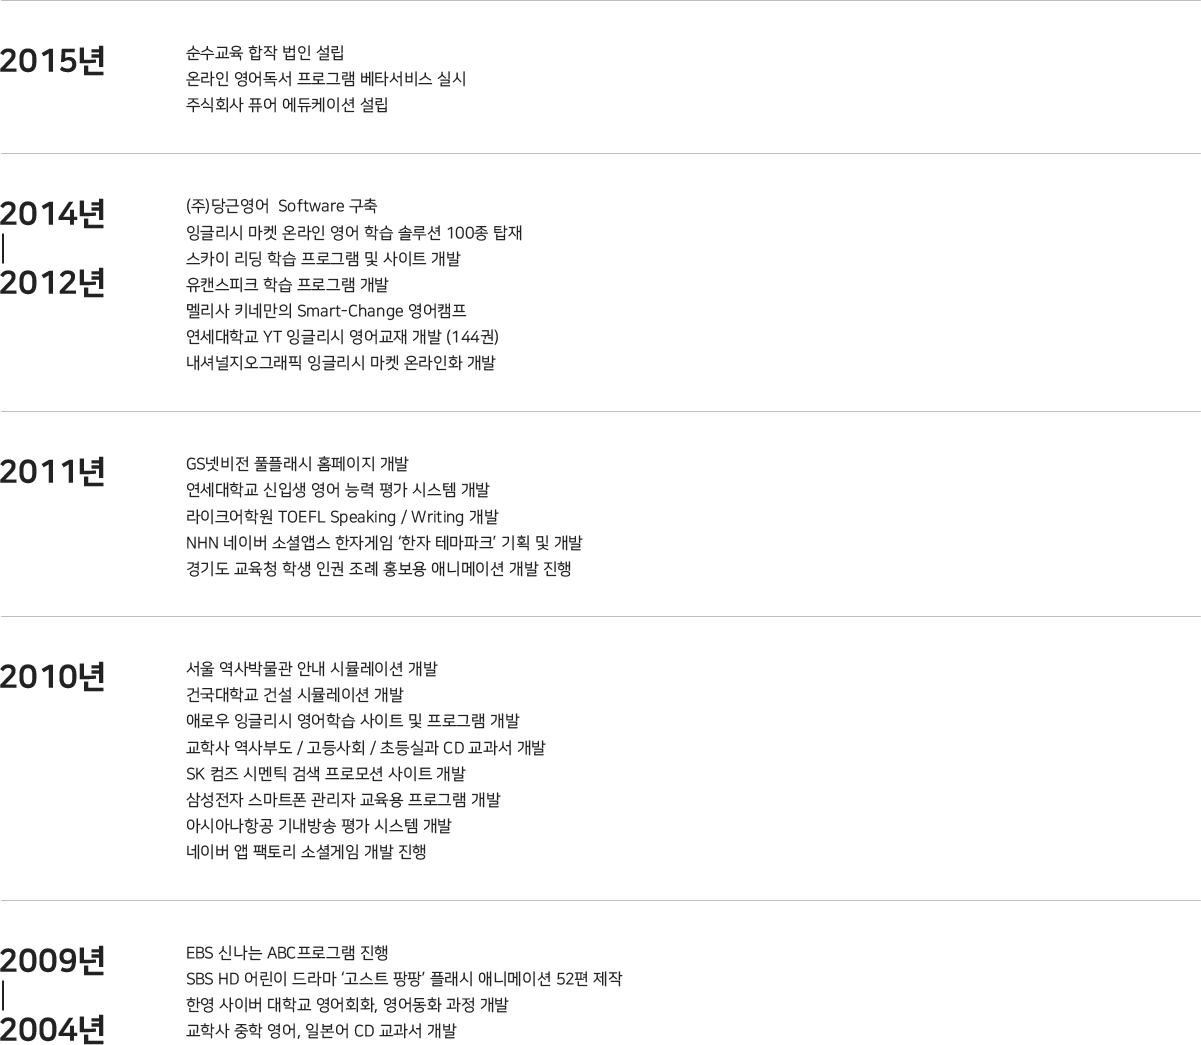 2015년
순수교육 합작 법인 설립
온라인 영어독서 프로그램 베타서비스 실시
주식회사 퓨어 에듀케이션 설립
2014년
2012년
(주)당근영어 Software 구축
잉글리시 마켓 온라인 영어 학습 솔루션 100종 탑재
스카이 리딩 학습 프로그램 및 사이트 개발
유캔스피크 학습 프로그램 개발
멜리사 키네만의 Smart-Change 영어캠프
연세대학교 YT 잉글리시 영어교재 개발 (144권)
내셔널지오그래픽 잉글리시 마켓 온라인화 개발
2011년
GS넷비전 풀플래시 홈페이지 개발
연세대학교 신입생 영어 능력 평가 시스템 개발
라이크어학원 TOEFL Speaking / Writing 개발
NHN 네이버 소셜앱스 한자게임 ‘한자 테마파크’ 기획 및 개발
경기도 교육청 학생 인권 조례 홍보용 애니메이션 개발 진행
2010년
서울 역사박물관 안내 시뮬레이션 개발
건국대학교 건설 시뮬레이션 개발
애로우 잉글리시 영어학습 사이트 및 프로그램 개발
교학사 역사부도 / 고등사회 / 초등실과 CD 교과서 개발
SK 컴즈 시멘틱 검색 프로모션 사이트 개발
삼성전자 스마트폰 관리자 교육용 프로그램 개발
아시아나항공 기내방송 평가 시스템 개발
네이버 앱 팩토리 소셜게임 개발 진행
2009년
2004년
EBS 신나는 ABC프로그램 진행
SBS HD 어린이 드라마 ‘고스트 팡팡’ 플래시 애니메이션 52편 제작
한영 사이버 대학교 영어회화, 영어동화 과정 개발
교학사 중학 영어, 일본어 CD 교과서 개발